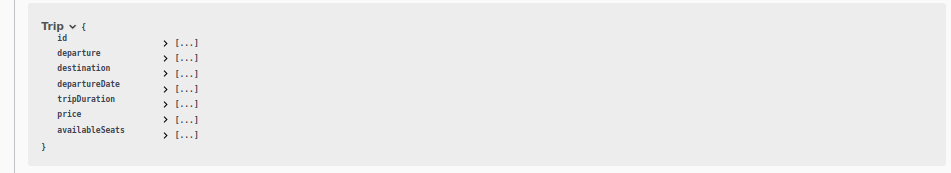 Trip {
id > [...]
departure > [...]
destination > [...]
departureDate > [...]
tripDuration > [...]
price > [...]
availableSeats > [...]
}